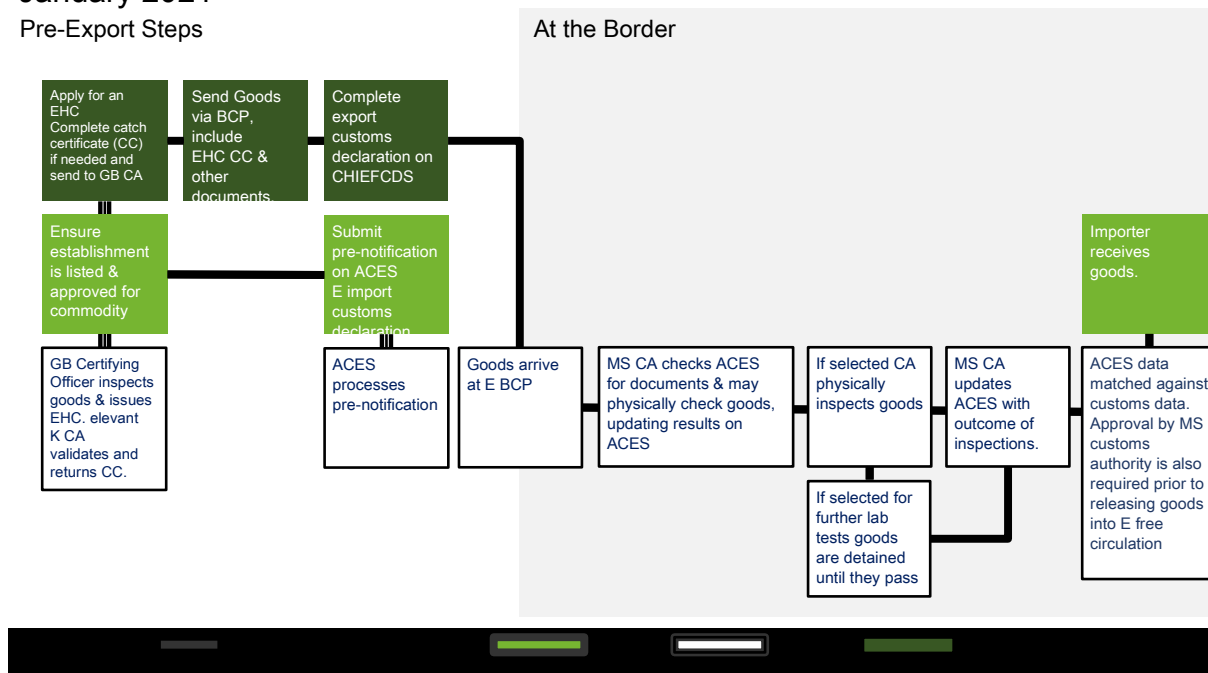 January 2021
Pre-Export Steps
At the Border
Apply for an
EHC
Complete catch
certificate (CC)
if needed and
send to GB CA
Send Goods
via BCP,
include
EHC CC &
other
documents.
Complete
export
customs
declaration on
CHIEFCDS
Ensure
establishment
is listed &
approved for
commodity
Submit
pre-notification
on ACES
E import
customs
declaration
Importer
receives
goods.
GB Certifying
Officer inspects
goods & issues
EHC. elevant
K CA
validates and
returns CC.
ACES
processes
pre-notification
Goods arrive
at E BCP
MS CA checks ACES
for documents & may
physically check goods,
updating results on
ACES
If selected CA
physically
inspects goods
MS CA
updates
ACES with
outcome of
inspections.
ACES data
matched against
customs data.
Approval by MS
customs
authority is also
required prior to
releasing goods
into E free
circulation
If selected for
further lab
tests goods
are detained
until they pass